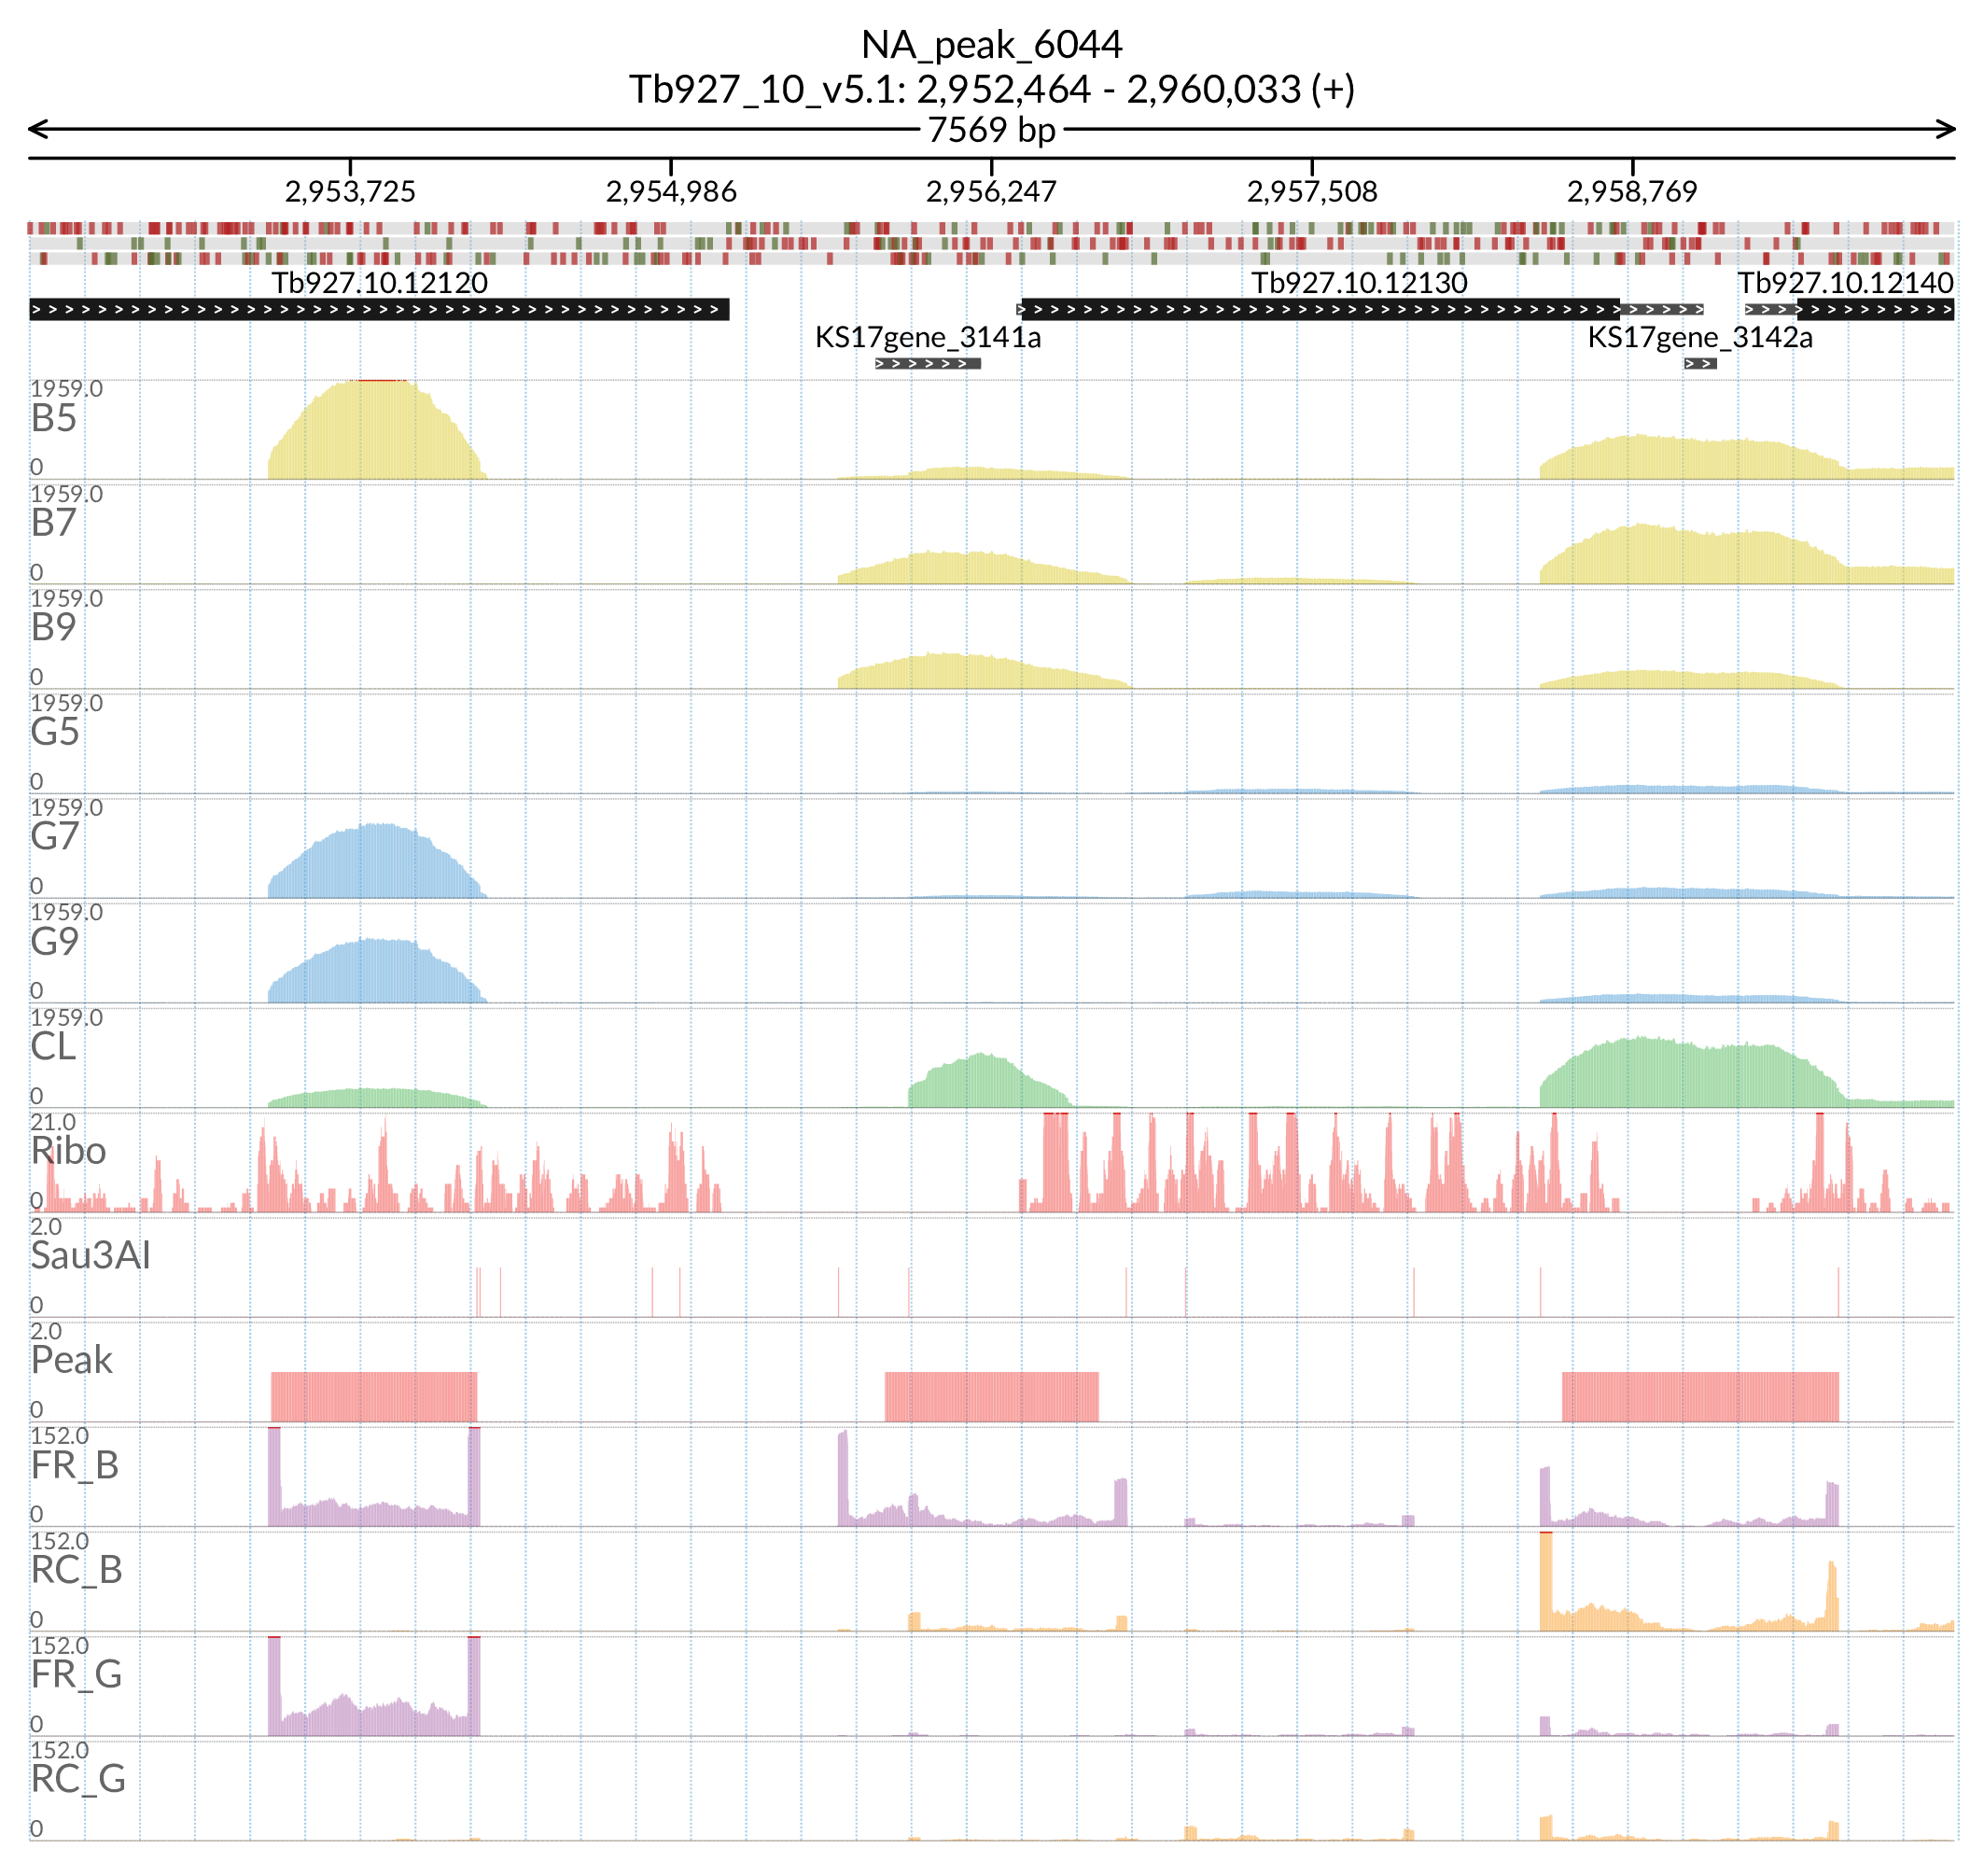 NA_peak_6044
Tb927_10_v5.1: 2,952,464 - 2,960,033 (+)
7569 bp
2,953,725 2,954,986 2,956,247 2,957,508 2,958,769
Tb927.10.12120 Tb927.10.12130 Tb927.10.12140
KS17gene_3141a KS17gene_3142a
1959.0
B5
0
1959.0
B7
0
1959.0
B9
0
1959.0
G5
0
1959.0
G7
0
1959.0
G9
0
1959.0
CL
0
21.0
Ribo
0
2.0
Sau3AI
0
2.0
Peak
0
152.0
FR_B
0
152.0
RC_B
0
152.0
FR_G
0
152.0
RC_G
0